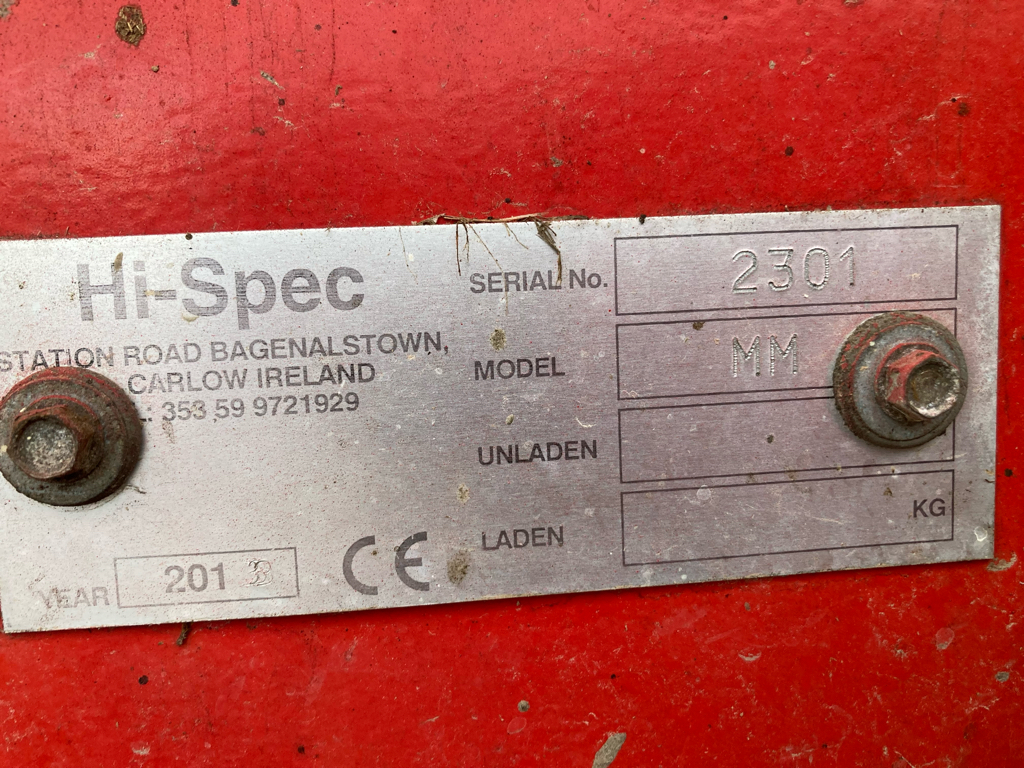 Hi-Spec
STATION ROAD BAGENALSTOWN,
CARLOW IRELAND
: 353 59 9721929
YEAR 201
CE
SERIAL No. 2301
MODEL MM
UNLADEN
LADEN KG